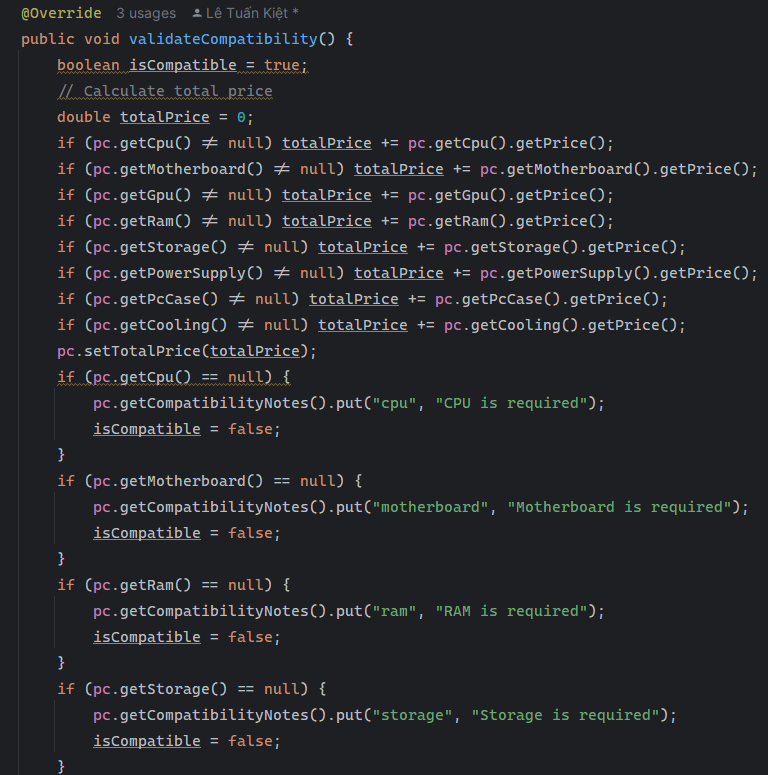 @Override 3 usages Lê Tuấn Kiệt *
public void validateCompatibility() {
boolean isCompatible = true;
// Calculate total price
double totalPrice = 0;
if (pc.getCpu() != null) totalPrice += pc.getCpu().getPrice();
if (pc.getMotherboard() != null) totalPrice += pc.getMotherboard().getPrice();
if (pc.getGpu() != null) totalPrice += pc.getGpu().getPrice();
if (pc.getRam() != null) totalPrice += pc.getRam().getPrice();
if (pc.getStorage() != null) totalPrice += pc.getStorage().getPrice();
if (pc.getPowerSupply() != null) totalPrice += pc.getPowerSupply().getPrice();
if (pc.getPcCase() != null) totalPrice += pc.getPcCase().getPrice();
if (pc.getCooling() != null) totalPrice += pc.getCooling().getPrice();
pc.setTotalPrice(totalPrice);
if (pc.getCpu() == null) {
pc.getCompatibilityNotes().put("cpu", "CPU is required");
isCompatible = false;
}
if (pc.getMotherboard() == null) {
pc.getCompatibilityNotes().put("motherboard", "Motherboard is required");
isCompatible = false;
}
if (pc.getRam() == null) {
pc.getCompatibilityNotes().put("ram", "RAM is required");
isCompatible = false;
}
if (pc.getStorage() == null) {
pc.getCompatibilityNotes().put("storage", "Storage is required");
isCompatible = false;
}